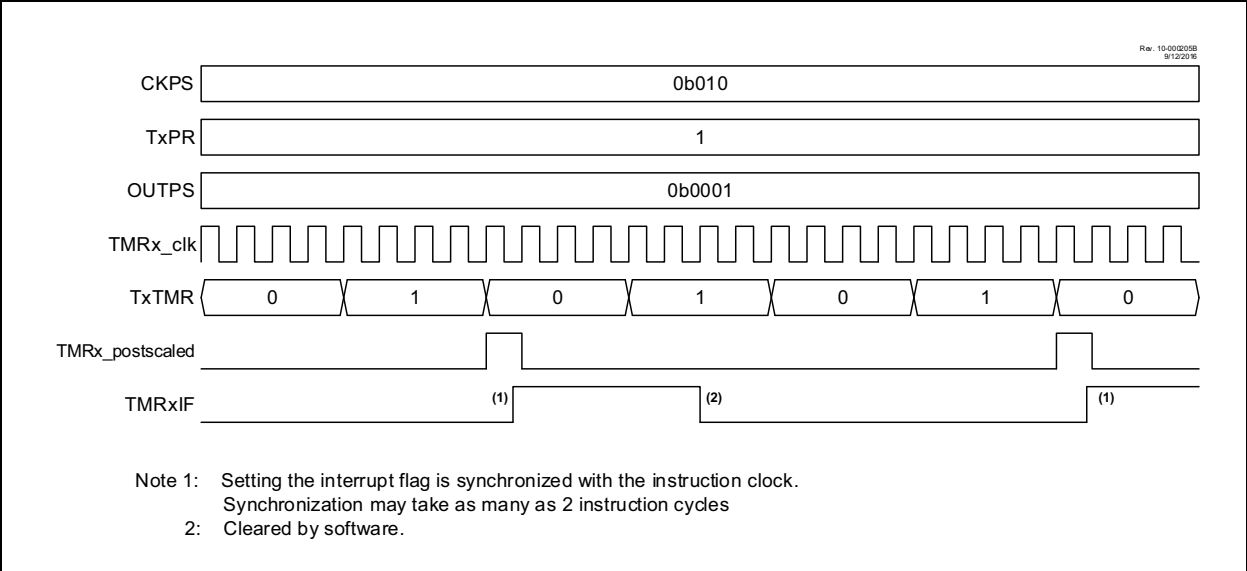 Rev. 10-000205B
9/12/2016
CKPS 0b010
TxPR 1
OUTPS 0b0001
TMRx_clk
TxTMR 0 1 0 1 0 1 0
TMRx_postscaled
TMRxIF (1) (2) (1)
Note 1: Setting the interrupt flag is synchronized with the instruction clock.
Synchronization may take as many as 2 instruction cycles
2: Cleared by software.